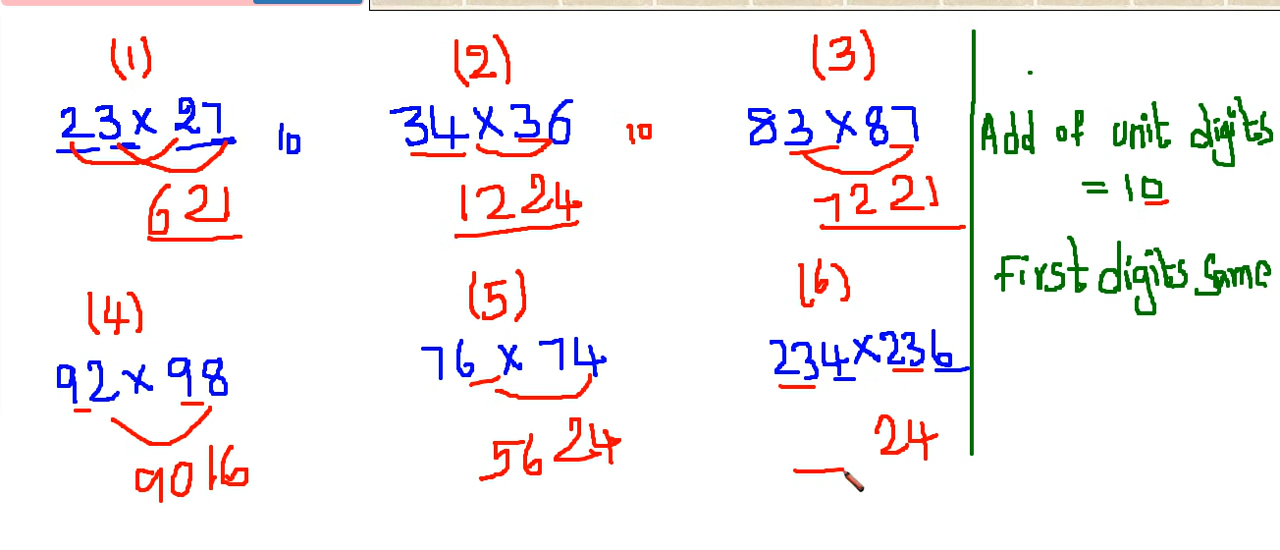 (1) (2) (3)
23 x 27 10 34 x 36 10 83 x 87
621 1224 7221
Add of unit digits
= 10
First digits same
(4) (5) (6)
92 x 98 76 x 74 234 x 236
9016 5624 24